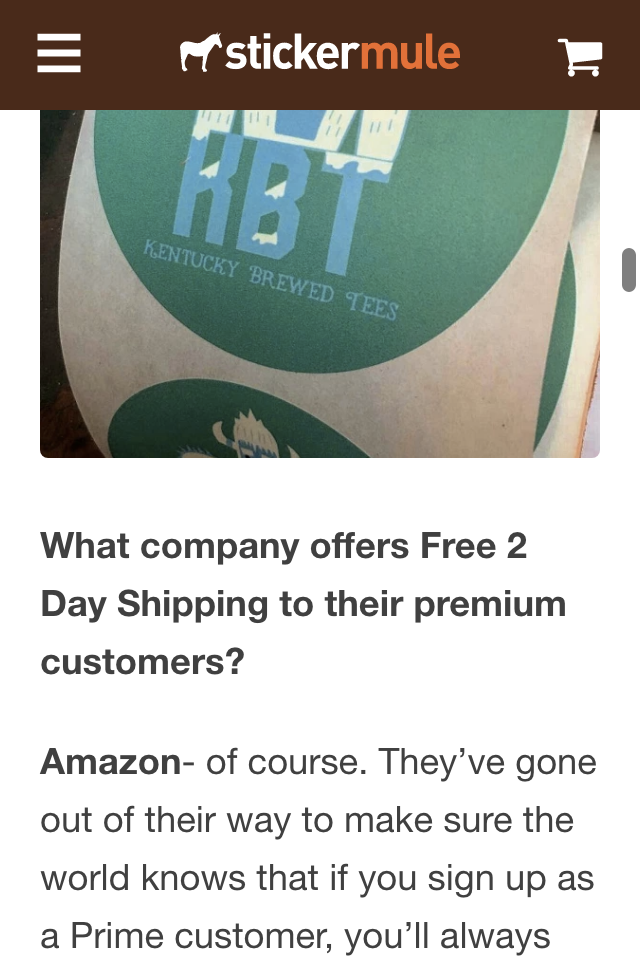 stickermule
KBT
KENTUCKY BREWED TEES
What company offers Free 2
Day Shipping to their premium
customers?
Amazon- of course. They’ve gone
out of their way to make sure the
world knows that if you sign up as
a Prime customer, you’ll always